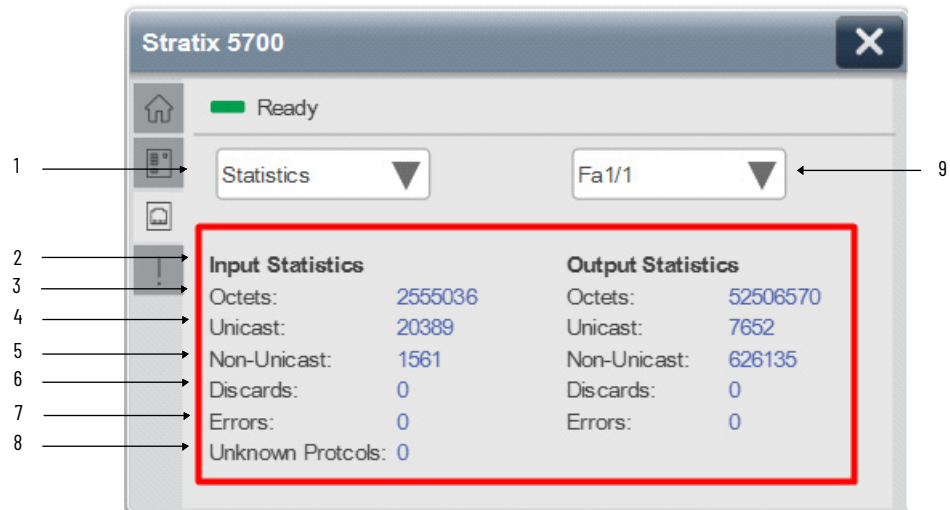 Stratix 5700
Ready
1
Statistics
Fa1/1
9
2
Input Statistics
Output Statistics
3
Octets: 2555036
Octets: 52506570
4
Unicast: 20389
Unicast: 7652
5
Non-Unicast: 1561
Non-Unicast: 626135
6
Discards: 0
Discards: 0
7
Errors: 0
Errors: 0
8
Unknown Protcols: 0